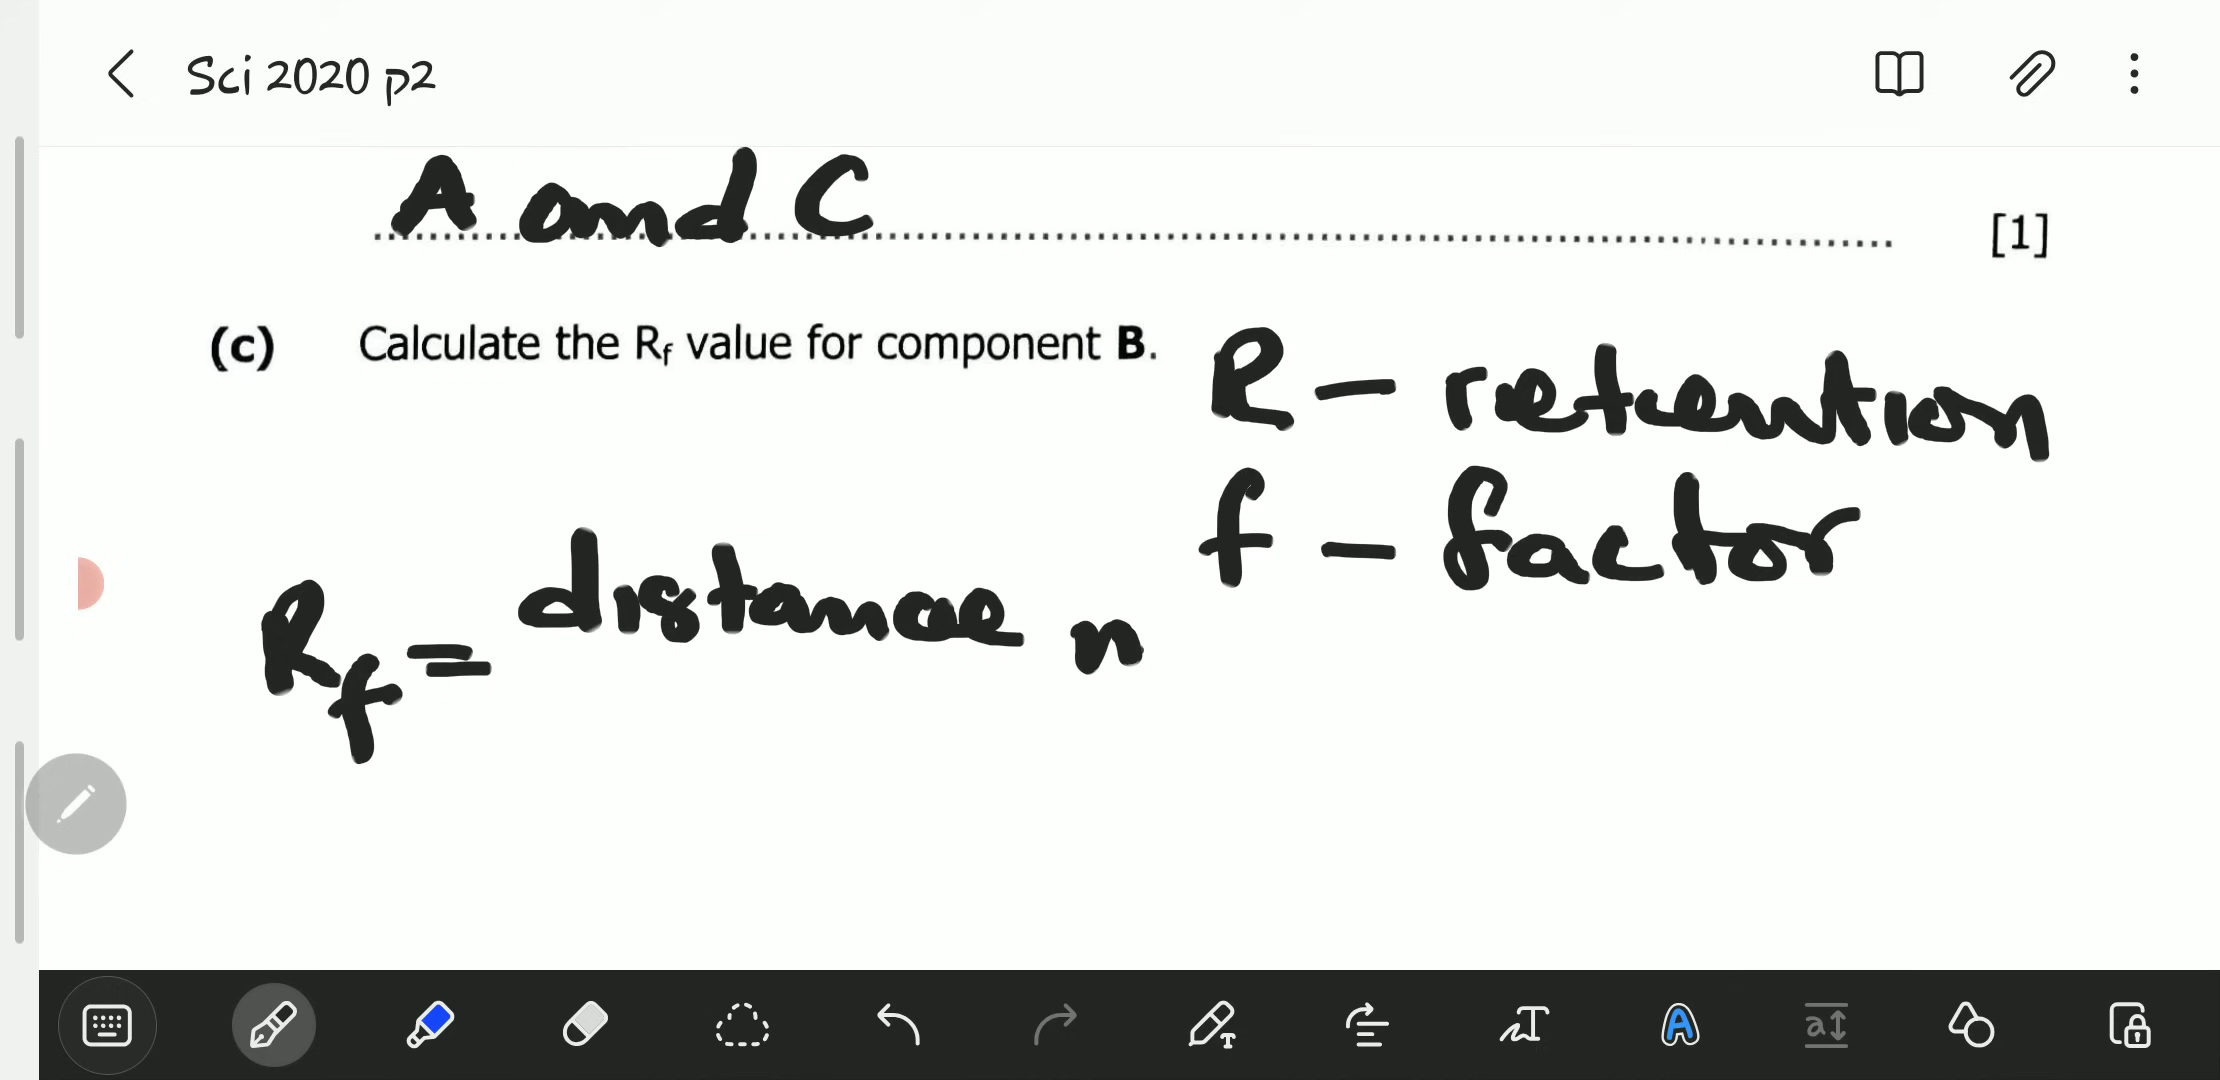 Sci 2020 p2
A and C [1]
(c) Calculate the Rf value for component B.
R - retention
f - factor
Rf = distance n